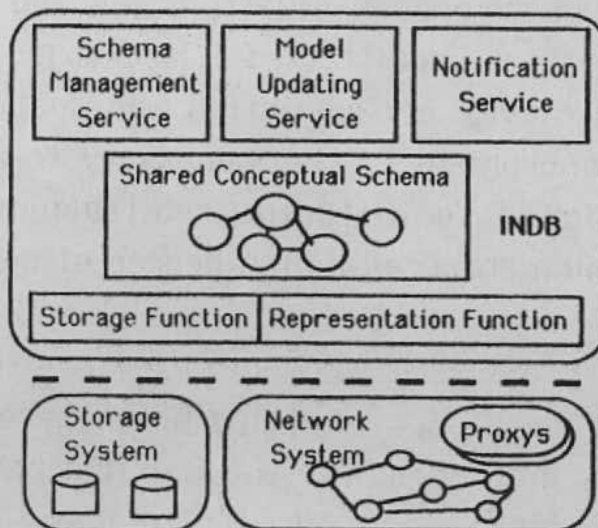 Schema
Management
Service
Model
Updating
Service
Notification
Service
Shared Conceptual Schema
INDB
Storage Function
Representation Function
Storage
System
Network
System
Proxys